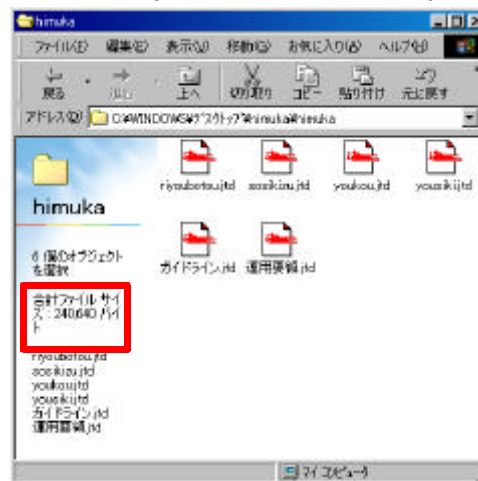 himuka
ファイル(F) 編集(E) 表示(V) 移動(G) お気に入り(A) ヘルプ(H)
戻る 進む 上へ 切り取り コピー 貼り付け 元に戻す
アドレス(D) C:¥WINDOWS¥ﾃﾞｽｸﾄｯﾌﾟ¥himuka¥himuka
himuka
riyoubotou.jtd sosikizu.jtd youkou.jtd yousikijtd
ガイドライン.jtd 運用要領.jtd
6 個のオブジェクト
を選択
合計ファイル サイ
ズ : 240,640 バイ
ト
riyoubotou.jtd
sosikizu.jtd
youkou.jtd
yousikijtd
ガイドライン.jtd
運用要領.jtd
マイ コンピュータ